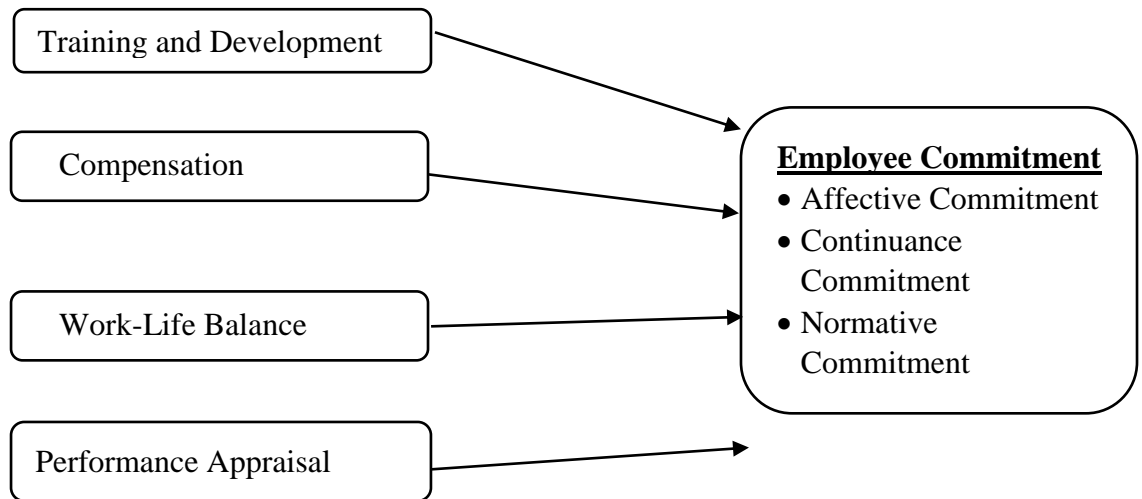 Training and Development
Compensation
Work-Life Balance
Performance Appraisal
Employee Commitment
• Affective Commitment
• Continuance
Commitment
• Normative
Commitment